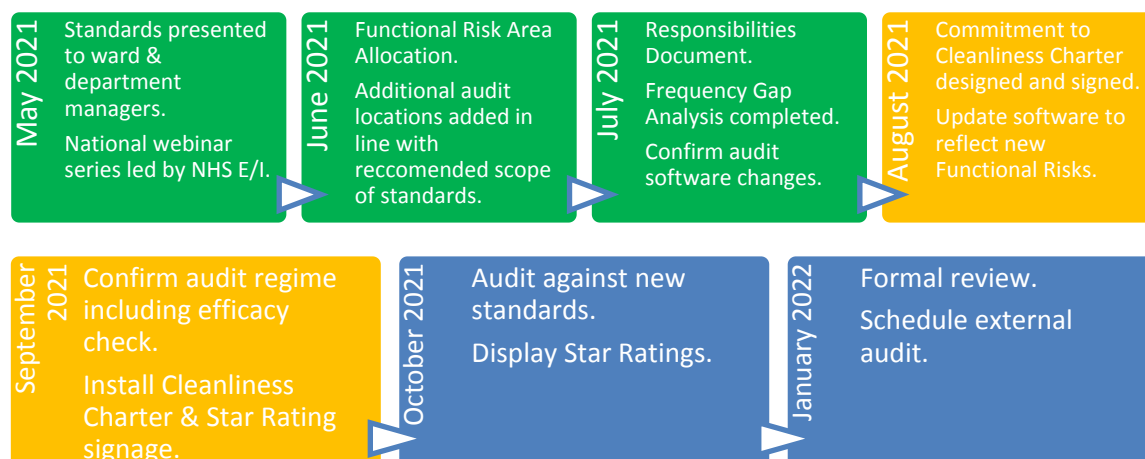 May 2021
Standards presented
to ward &
department
managers.
National webinar
series led by NHS E/I.
June 2021
Functional Risk Area
Allocation.
Additional audit
locations added in
line with
reccomended scope
of standards.
July 2021
Responsibilities
Document.
Frequency Gap
Analysis completed.
Confirm audit
software changes.
August 2021
Commitment to
Cleanliness Charter
designed and signed.
Update software to
reflect new
Functional Risks.
September
2021
Confirm audit regime
including efficacy
check.
Install Cleanliness
Charter & Star Rating
signage.
October 2021
Audit against new
standards.
Display Star Ratings.
January 2022
Formal review.
Schedule external
audit.